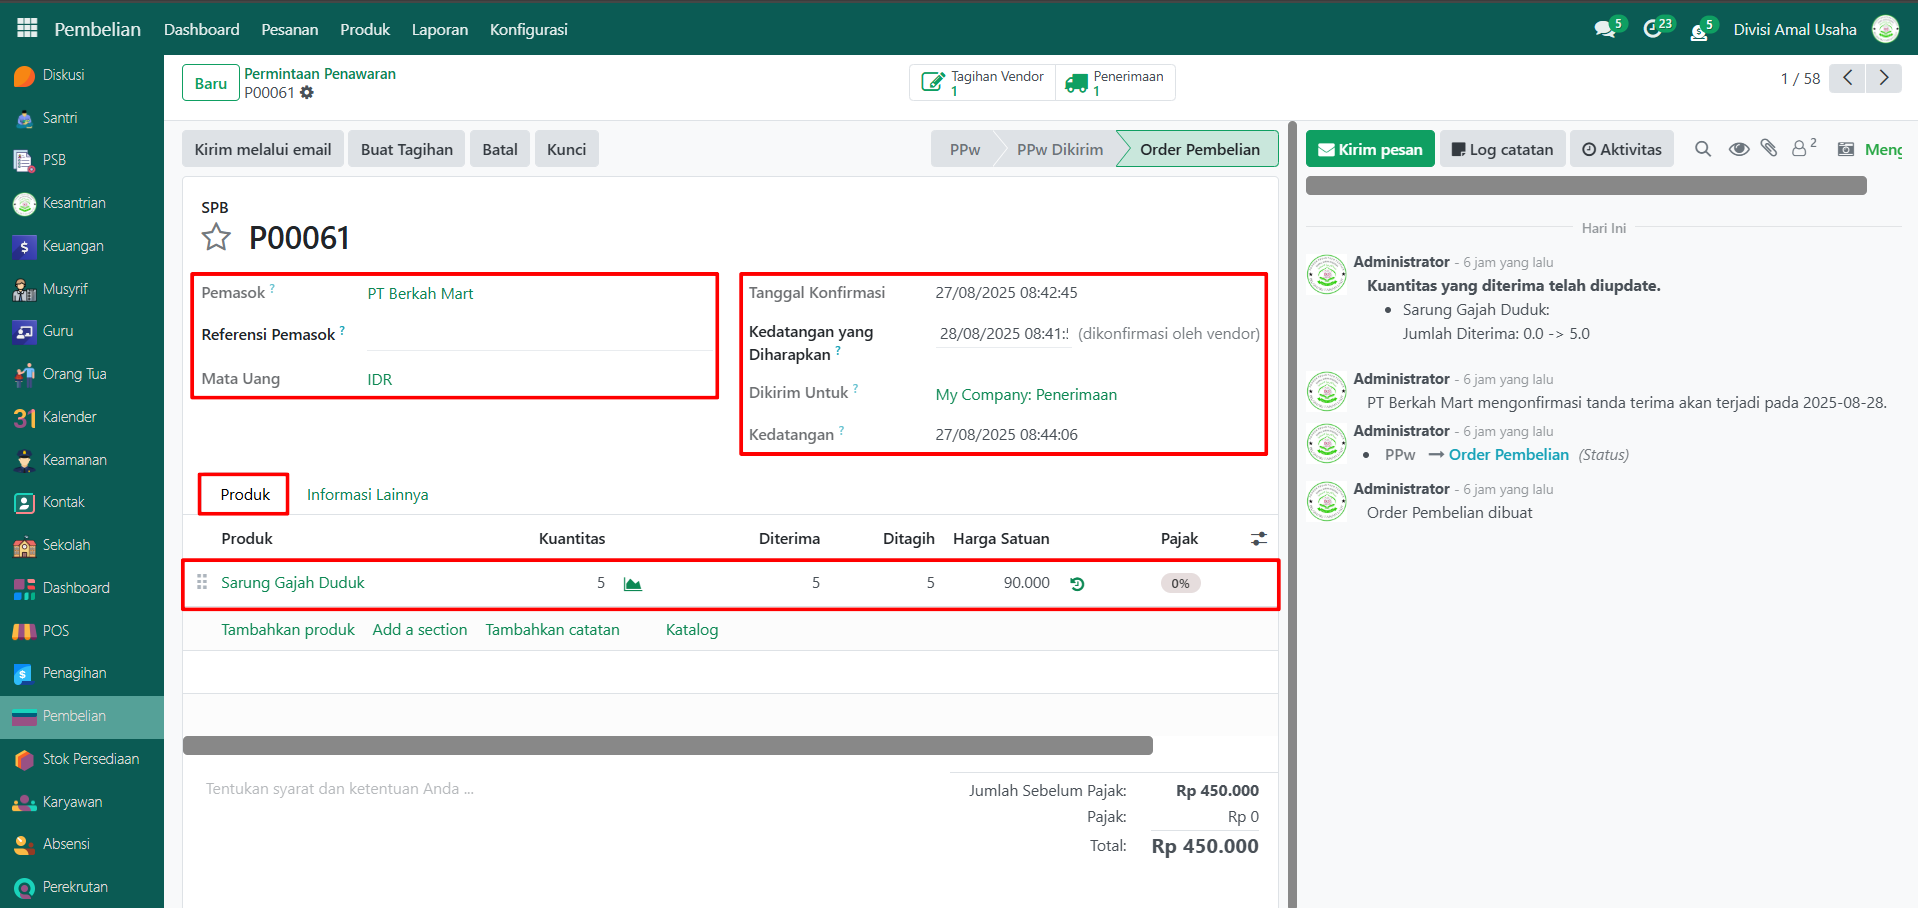 Pembelian Dashboard Pesanan Produk Laporan Konfigurasi 5 23 5 Divisi Amal Usaha
Diskusi
Santri
PSB
Kesantrian
Keuangan
Musyrif
Guru
Orang Tua
31 Kalender
Keamanan
Kontak
Sekolah
Dashboard
POS
Penagihan
Pembelian
Stok Persediaan
Karyawan
Absensi
Perekrutan
Baru
Permintaan Penawaran
P00061
Tagihan Vendor
1
Penerimaan
1
1 / 58
Kirim melalui email Buat Tagihan Batal Kunci
PPw PPw Dikirim Order Pembelian
SPB
P00061
Pemasok ? PT Berkah Mart
Referensi Pemasok ?
Mata Uang IDR
Tanggal Konfirmasi 27/08/2025 08:42:45
Kedatangan yang Diharapkan ? 28/08/2025 08:41: (dikonfirmasi oleh vendor)
Dikirim Untuk ? My Company: Penerimaan
Kedatangan ? 27/08/2025 08:44:06
Produk Informasi Lainnya
Produk Kuantitas Diterima Ditagih Harga Satuan Pajak
Sarung Gajah Duduk 5 5 5 90.000 0%
Tambahkan produk Add a section Tambahkan catatan Katalog
Tentukan syarat dan ketentuan Anda ...
Jumlah Sebelum Pajak: Rp 450.000
Pajak: Rp 0
Total: Rp 450.000
Kirim pesan Log catatan Aktivitas 2 Meng
Hari Ini
Administrator - 6 jam yang lalu
Kuantitas yang diterima telah diupdate.
• Sarung Gajah Duduk:
Jumlah Diterima: 0.0 -> 5.0
Administrator - 6 jam yang lalu
PT Berkah Mart mengonfirmasi tanda terima akan terjadi pada 2025-08-28.
Administrator - 6 jam yang lalu
• PPw → Order Pembelian (Status)
Administrator - 6 jam yang lalu
Order Pembelian dibuat